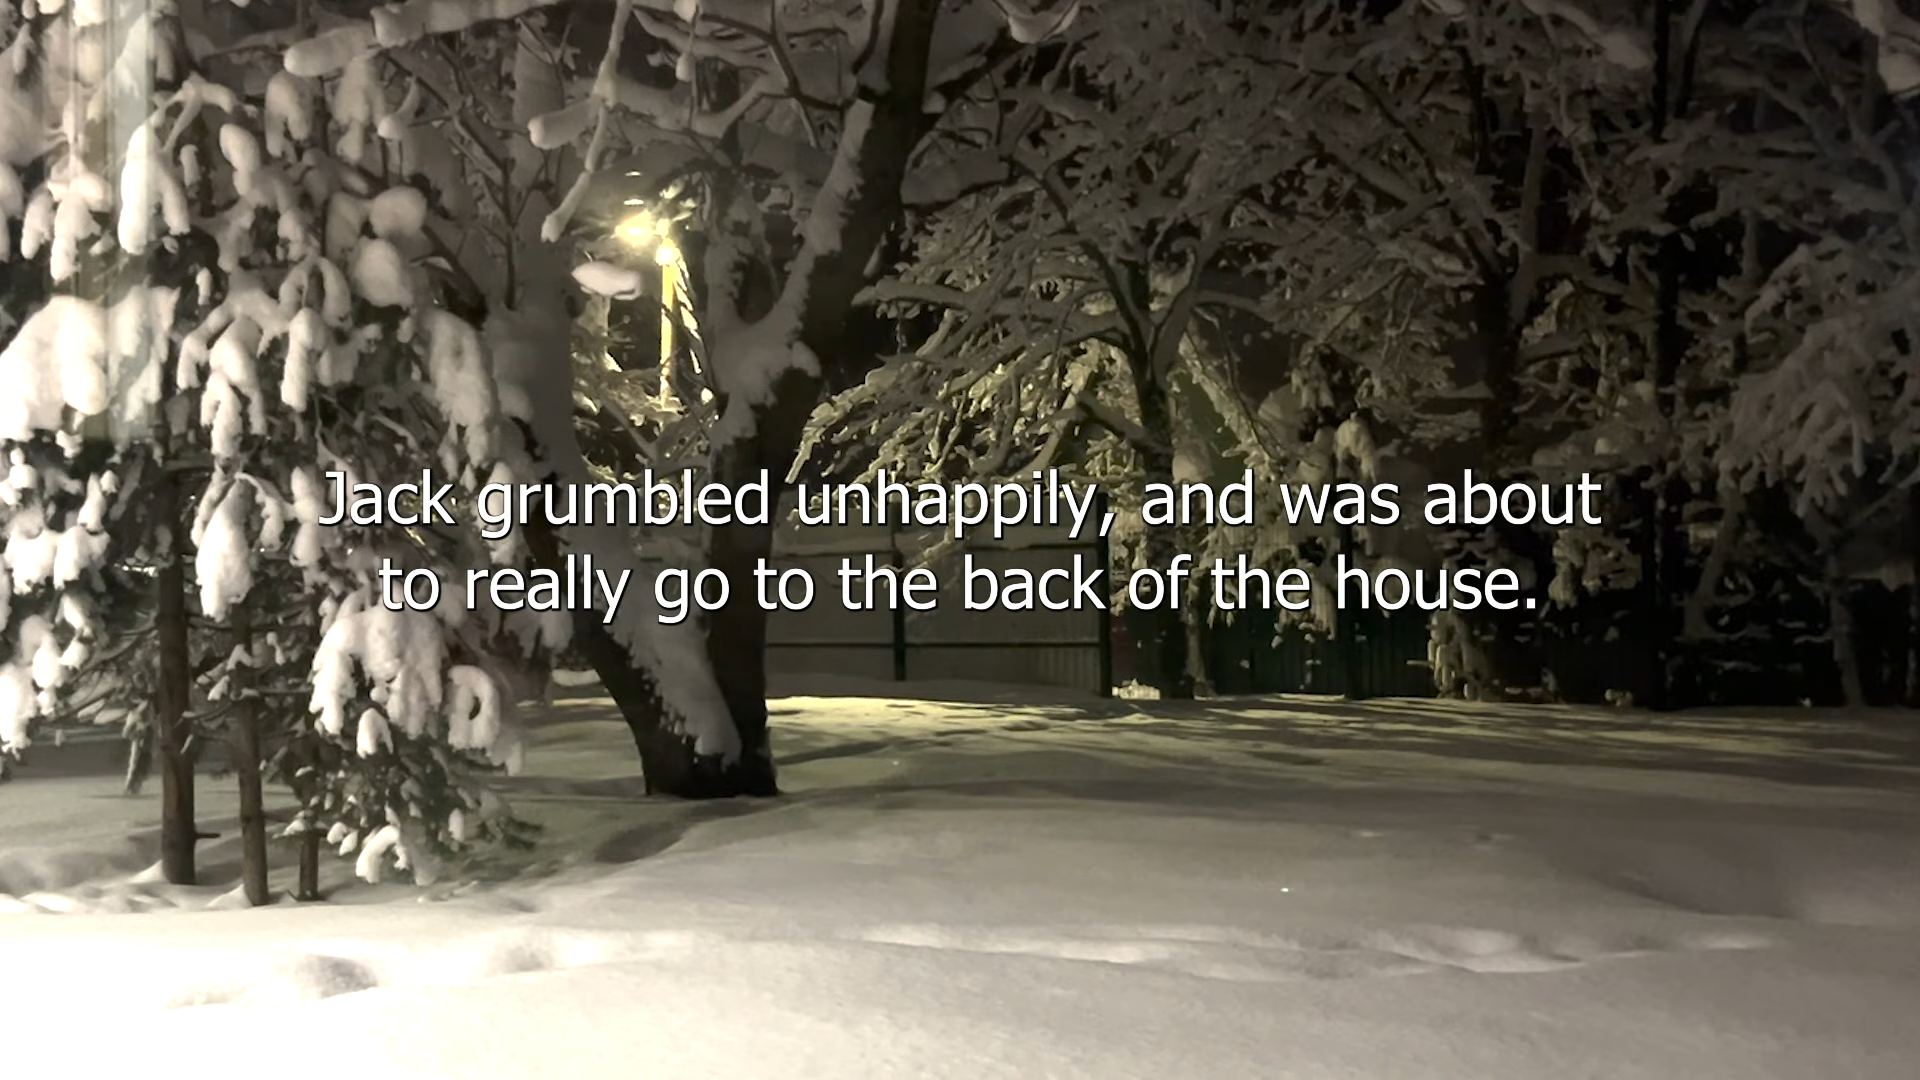 Jack grumbled unhappily, and was about
to really go to the back of the house.